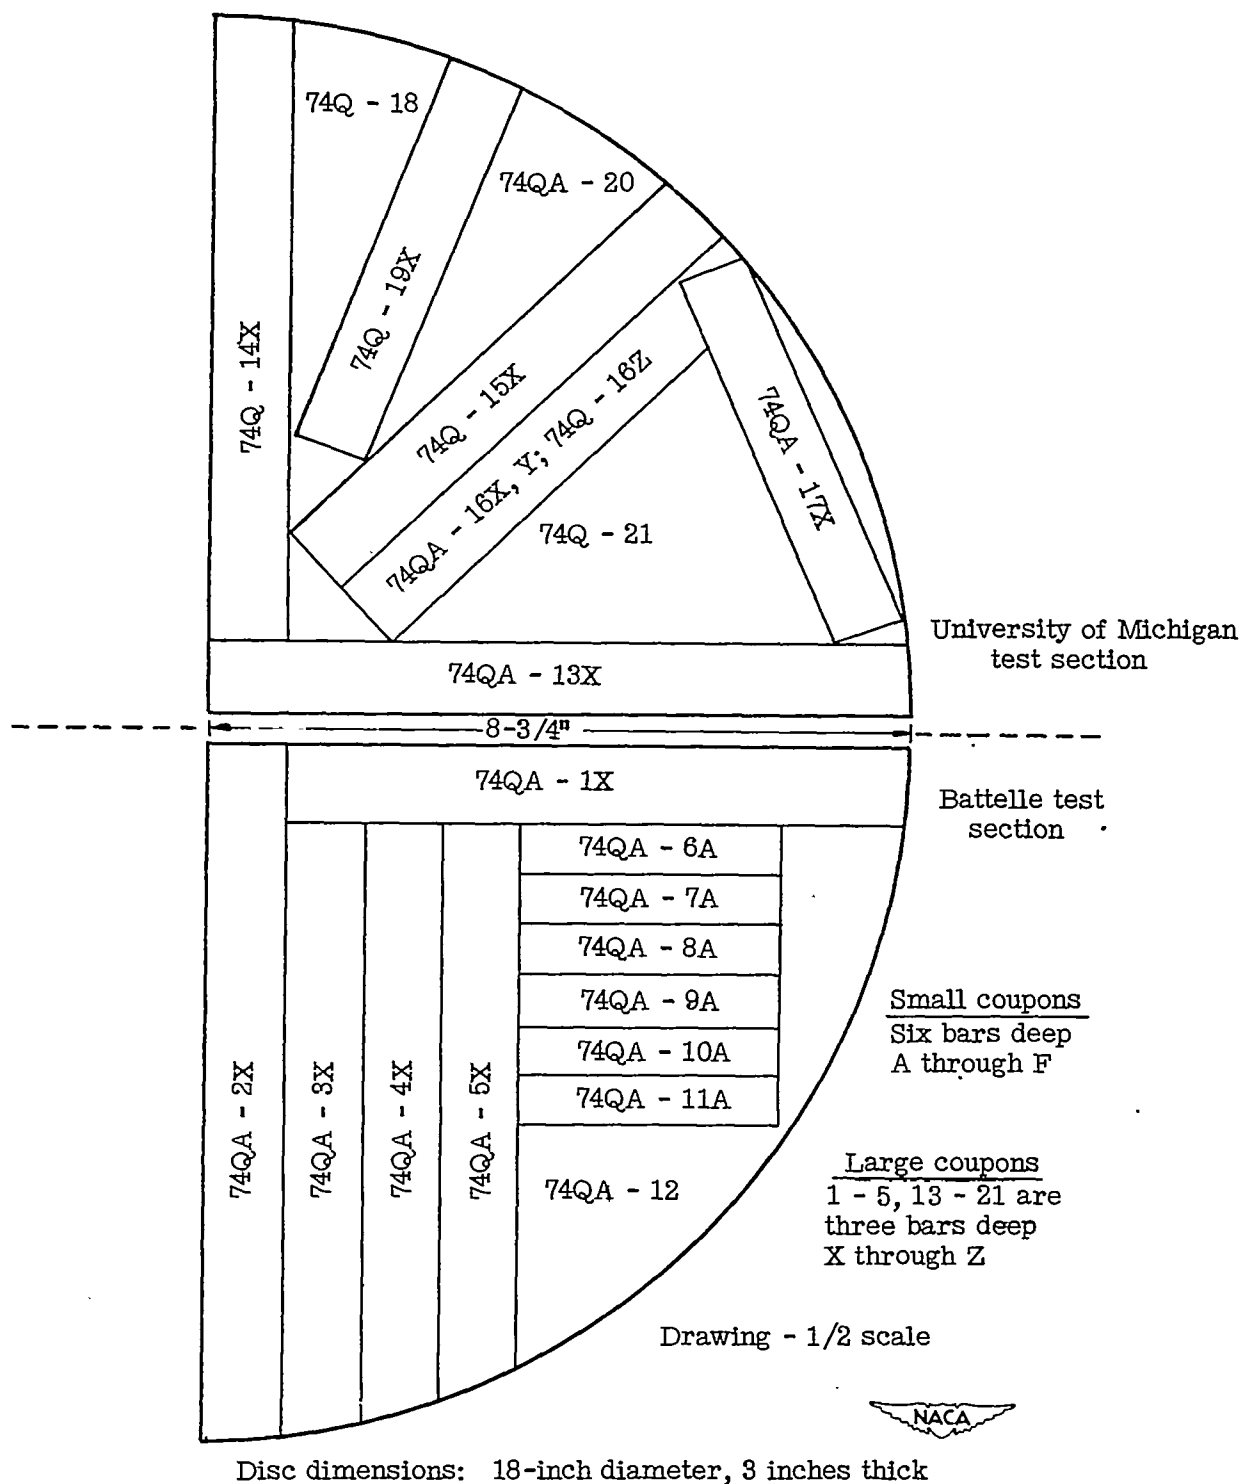 74Q - 18
74QA - 20
74Q - 19X
74Q - 14X
74Q - 15X
74QA - 16X, Y; 74Q - 16Z
74QA - 17X
74Q - 21
University of Michigan
test section
74QA - 13X
8-3/4"
74QA - 1X
Battelle test
section
74QA - 6A
74QA - 7A
74QA - 8A
74QA - 9A
74QA - 10A
74QA - 11A
74QA - 2X
74QA - 3X
74QA - 4X
74QA - 5X
74QA - 12
Small coupons
Six bars deep
A through F
Large coupons
1 - 5, 13 - 21 are
three bars deep
X through Z
Drawing - 1/2 scale
NACA
Disc dimensions: 18-inch diameter, 3 inches thick